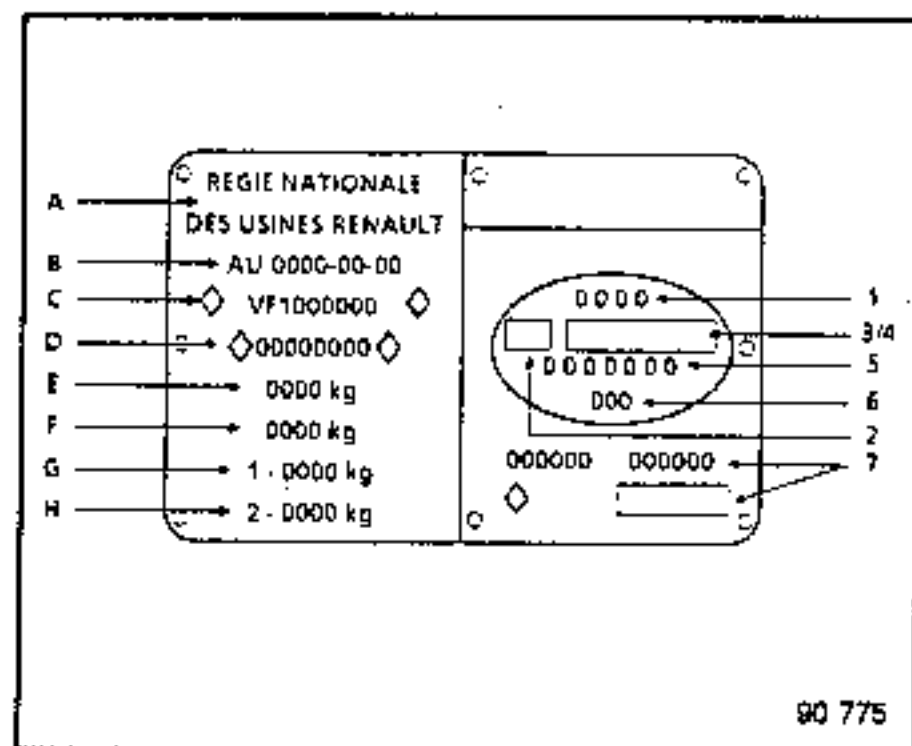 A REGIE NATIONALE
DES USINES RENAULT
B AU 0000-00-00
C VF1000000
D 00000000
E 0000 kg
F 0000 kg
G 1 - 0000 kg
H 2 - 0000 kg
0000 1
3/4
0000000 5
000 6
2
000000 000000 7
90 775